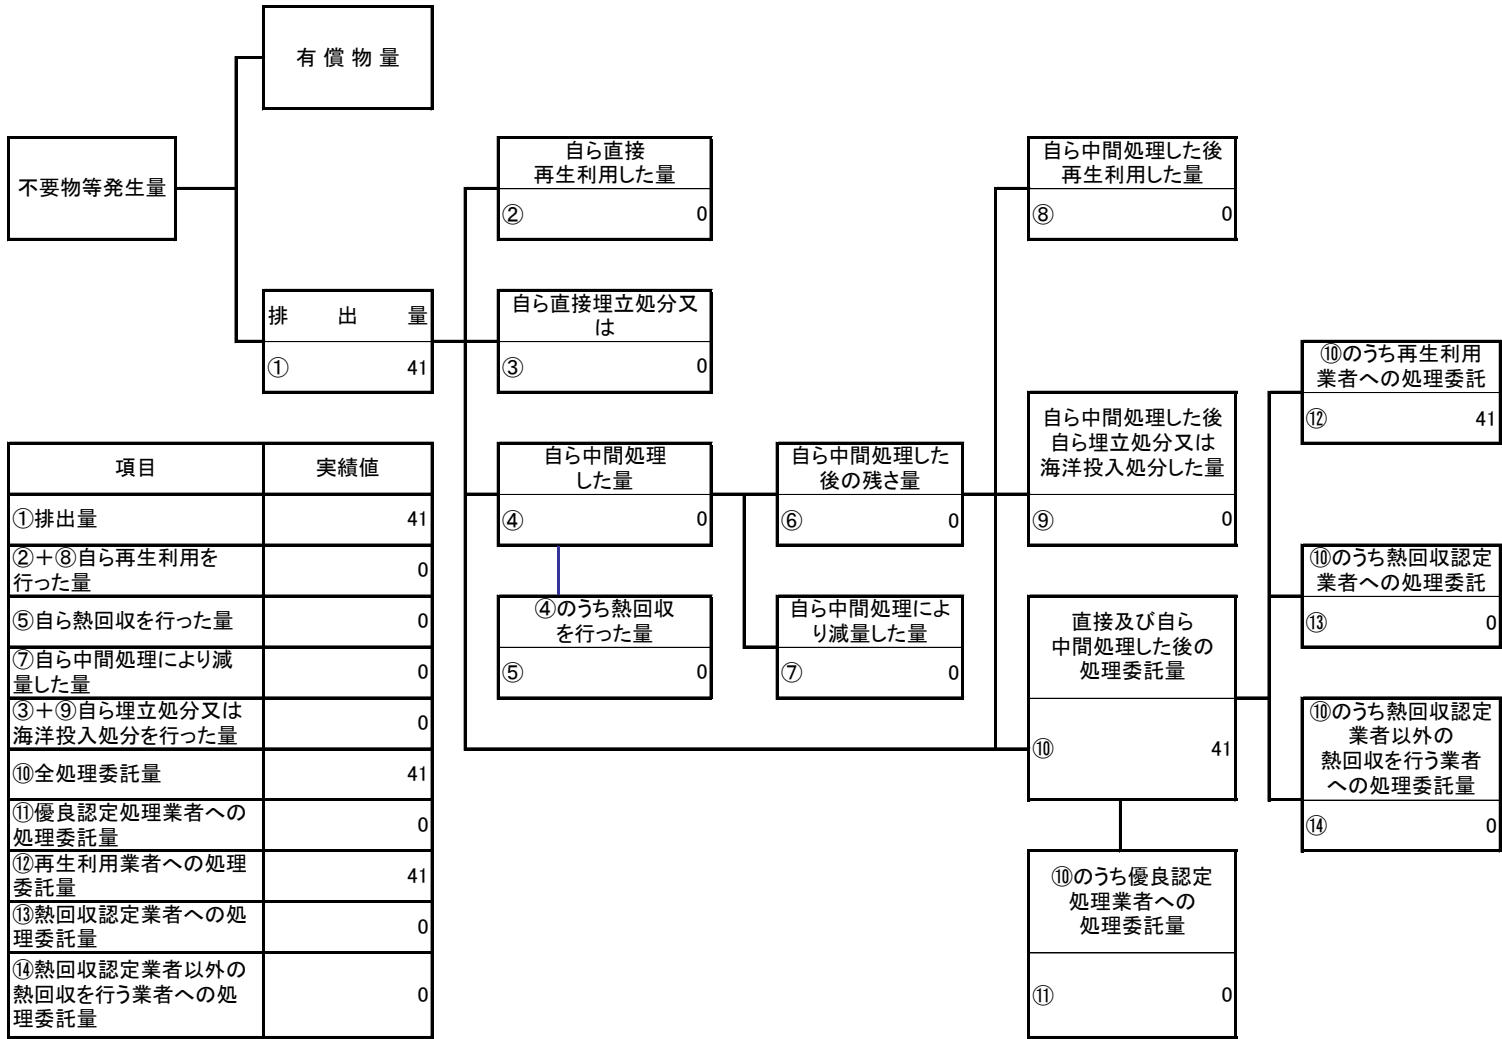 有 償 物 量
不要物等発生量
自ら直接
再生利用した量
② 0
自ら中間処理した後
再生利用した量
⑧ 0
排 出 量
① 41
自ら直接埋立処分又
は
③ 0
⑩のうち再生利用
業者への処理委託
⑫ 41
自ら中間処理
した量
④ 0
自ら中間処理した
後の残さ量
⑥ 0
自ら中間処理した後
自ら埋立処分又は
海洋投入処分した量
⑨ 0
⑩のうち熱回収認定
業者への処理委託
⑬ 0
④のうち熱回収
を行った量
⑤ 0
自ら中間処理によ
り減量した量
⑦ 0
直接及び自ら
中間処理した後の
処理委託量
⑩ 41
⑩のうち熱回収認定
業者以外の
熱回収を行う業者
への処理委託量
⑭ 0
⑩のうち優良認定
処理業者への
処理委託量
⑪ 0
項目 実績値
①排出量 41
②＋⑧自ら再生利用を
行った量 0
⑤自ら熱回収を行った量 0
⑦自ら中間処理により減
量した量 0
③＋⑨自ら埋立処分又は
海洋投入処分を行った量 0
⑩全処理委託量 41
⑪優良認定処理業者への
処理委託量 0
⑫再生利用業者への処理
委託量 41
⑬熱回収認定業者への処
理委託量 0
⑭熱回収認定業者以外の
熱回収を行う業者への処
理委託量 0